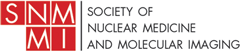 SNM
MI
SOCIETY OF
NUCLEAR MEDICINE
AND MOLECULAR IMAGING